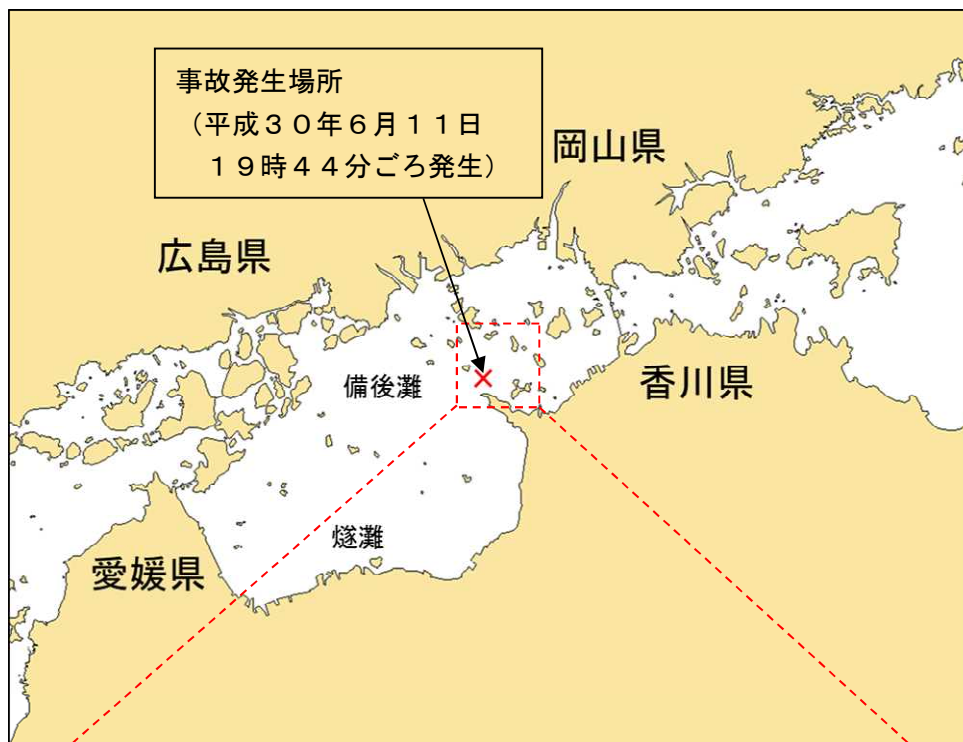 事故発生場所
（平成３０年６月１１日
１９時４４分ごろ発生）
岡山県
広島県
備後灘
香川県
燧灘
愛媛県